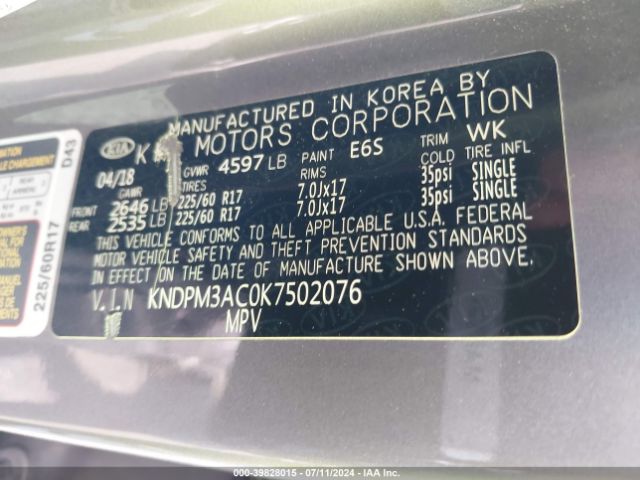 MANUFACTURED IN KOREA BY
KIA K MOTORS CORPORATION
04/18 GVWR 4597 LB PAINT E6S TRIM WK
GAWR TIRES RIMS COLD TIRE INFL
FRONT 2646 LB 225/60 R17 7.0Jx17 35psi SINGLE
REAR 2535 LB 225/60 R17 7.0Jx17 35psi SINGLE
THIS VEHICLE CONFORMS TO ALL APPLICABLE U.S.A. FEDERAL
MOTOR VEHICLE SAFETY AND THEFT PREVENTION STANDARDS
IN EFFECT ON THE DATE OF MANUFACTURE SHOWN ABOVE.
V.I.N KNDPM3AC0K7502076
MPV
D43
225/60R17
© IAA - 39828015 - 07/11/2024 - IAA Inc.